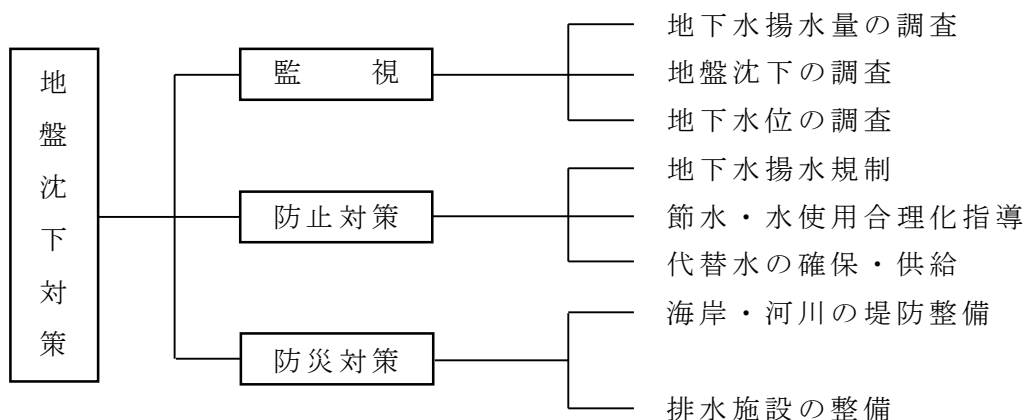 地盤沈下対策
監視
地下水揚水量の調査
地盤沈下の調査
地下水位の調査
防止対策
地下水揚水規制
節水・水使用合理化指導
代替水の確保・供給
防災対策
海岸・河川の堤防整備
排水施設の整備